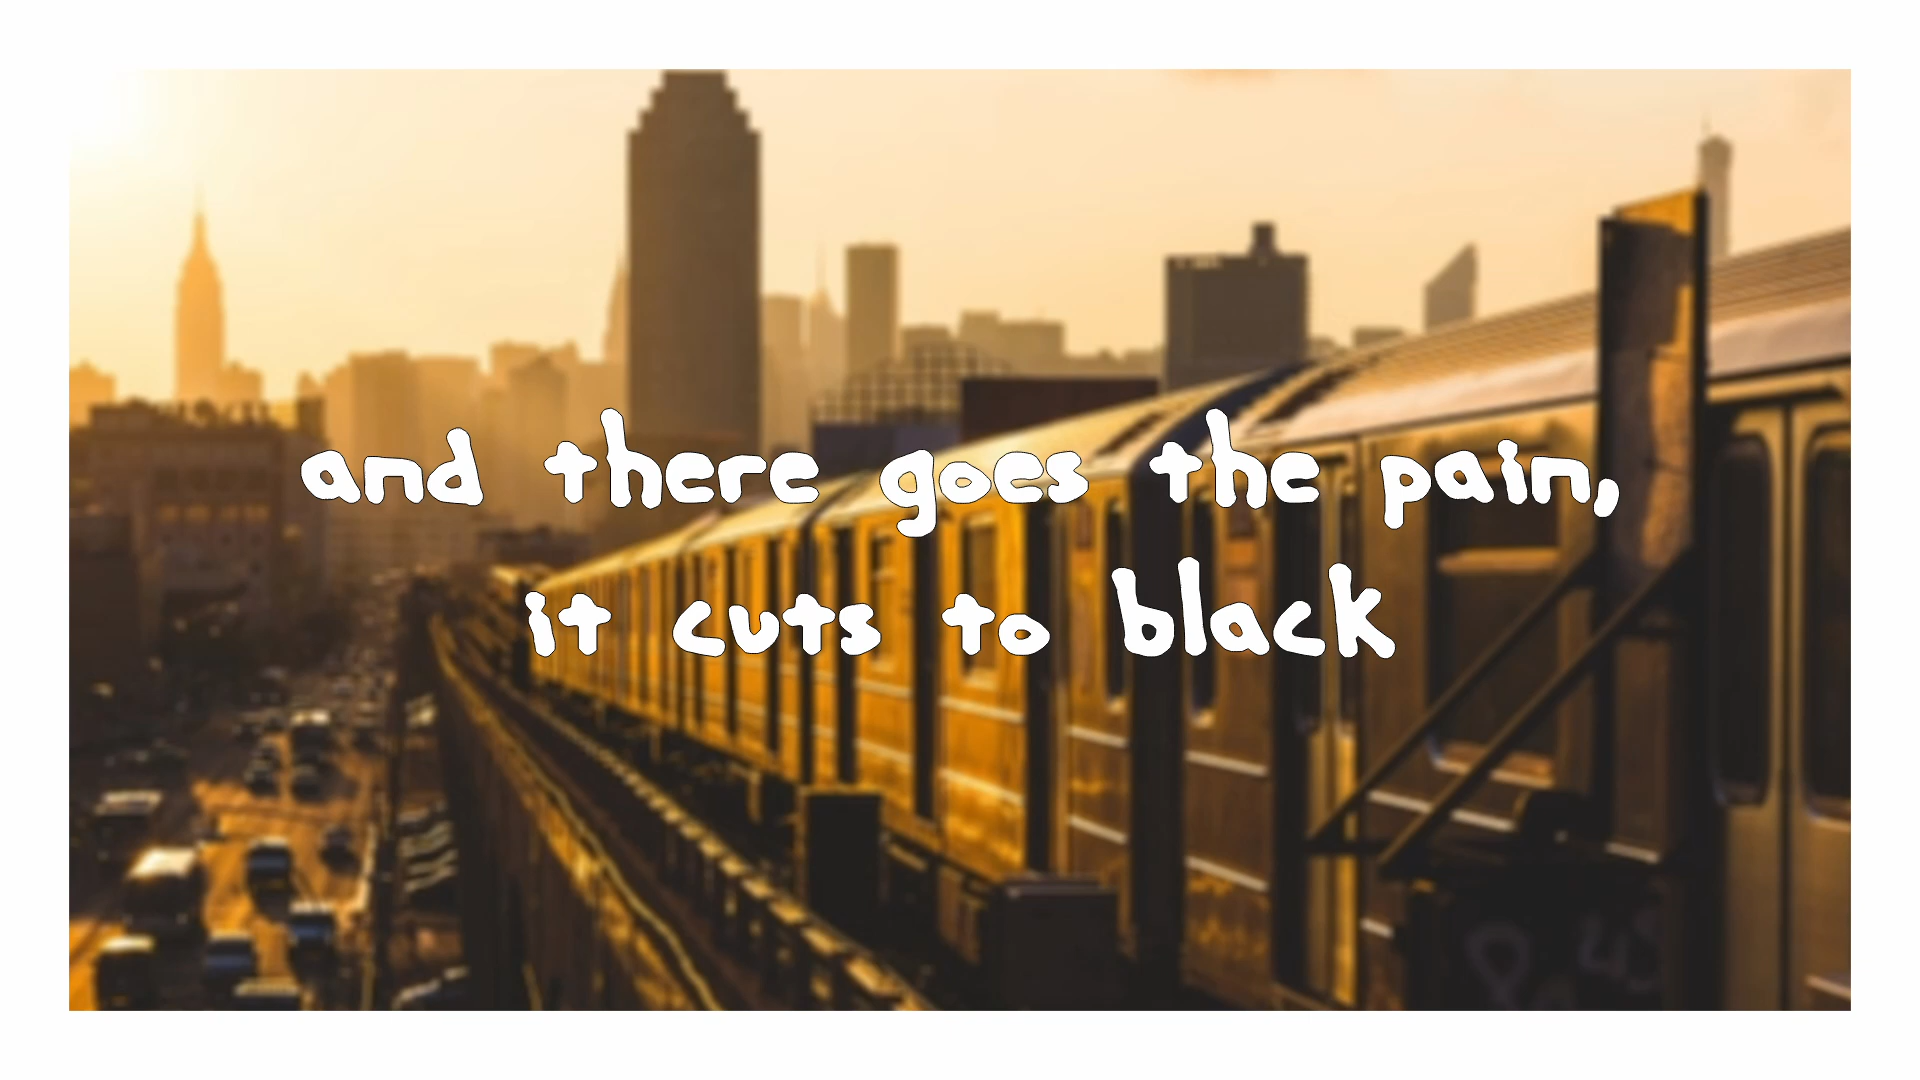 and there goes the pain,
it cuts to black